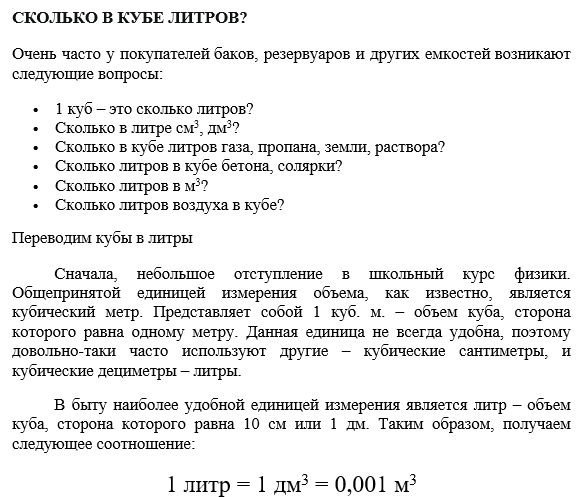 СКОЛЬКО В КУБЕ ЛИТРОВ?
Очень часто у покупателей баков, резервуаров и других емкостей возникают
следующие вопросы:
• 1 куб – это сколько литров?
• Сколько в литре см³, дм³?
• Сколько в кубе литров газа, пропана, земли, раствора?
• Сколько литров в кубе бетона, солярки?
• Сколько литров в м³?
• Сколько литров воздуха в кубе?
Переводим кубы в литры
Сначала, небольшое отступление в школьный курс физики.
Общепринятой единицей измерения объема, как известно, является
кубический метр. Представляет собой 1 куб. м. – объем куба, сторона
которого равна одному метру. Данная единица не всегда удобна, поэтому
довольно-таки часто используют другие – кубические сантиметры, и
кубические дециметры – литры.
В быту наиболее удобной единицей измерения является литр – объем
куба, сторона которого равна 10 см или 1 дм. Таким образом, получаем
следующее соотношение:
1 литр = 1 дм³ = 0,001 м³